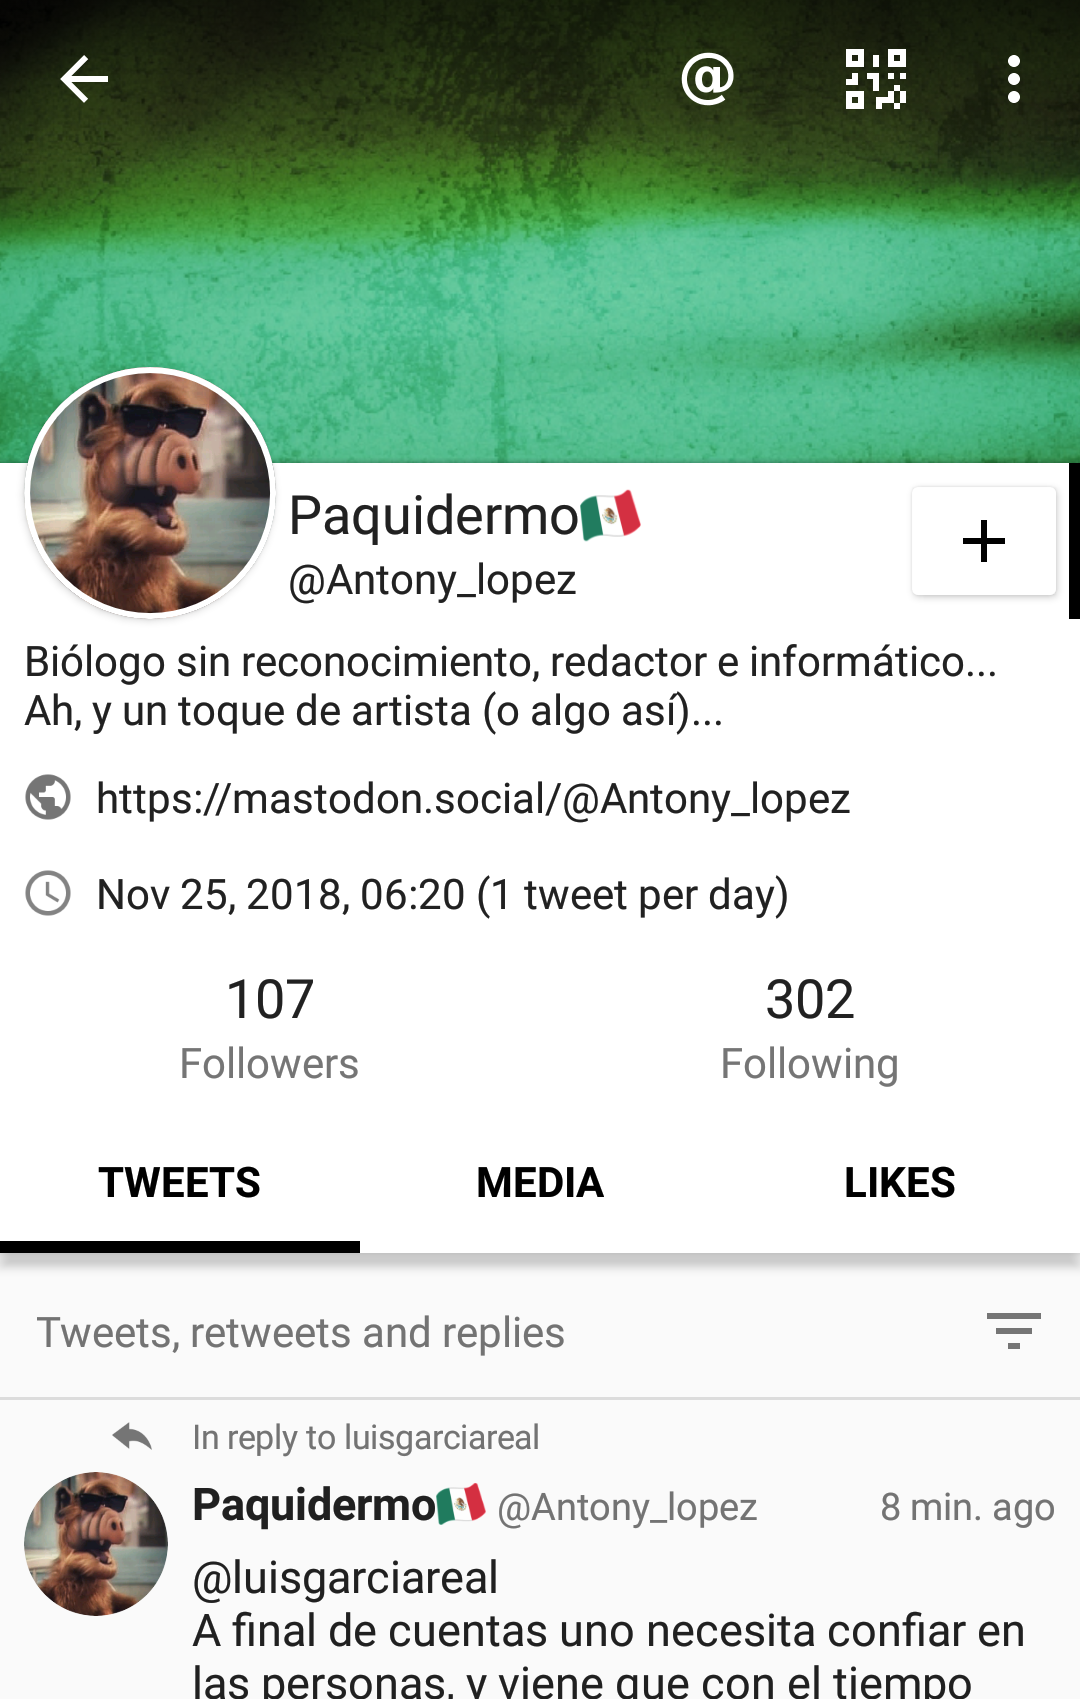 @
Paquidermo🇲🇽
@Antony_lopez
Biólogo sin reconocimiento, redactor e informático...
Ah, y un toque de artista (o algo así)...
https://mastodon.social/@Antony_lopez
Nov 25, 2018, 06:20 (1 tweet per day)
107 302
Followers Following
TWEETS MEDIA LIKES
Tweets, retweets and replies
In reply to luisgarciareal
Paquidermo🇲🇽 @Antony_lopez 8 min. ago
@luisgarciareal
A final de cuentas uno necesita confiar en
las personas, y viene que con el tiempo